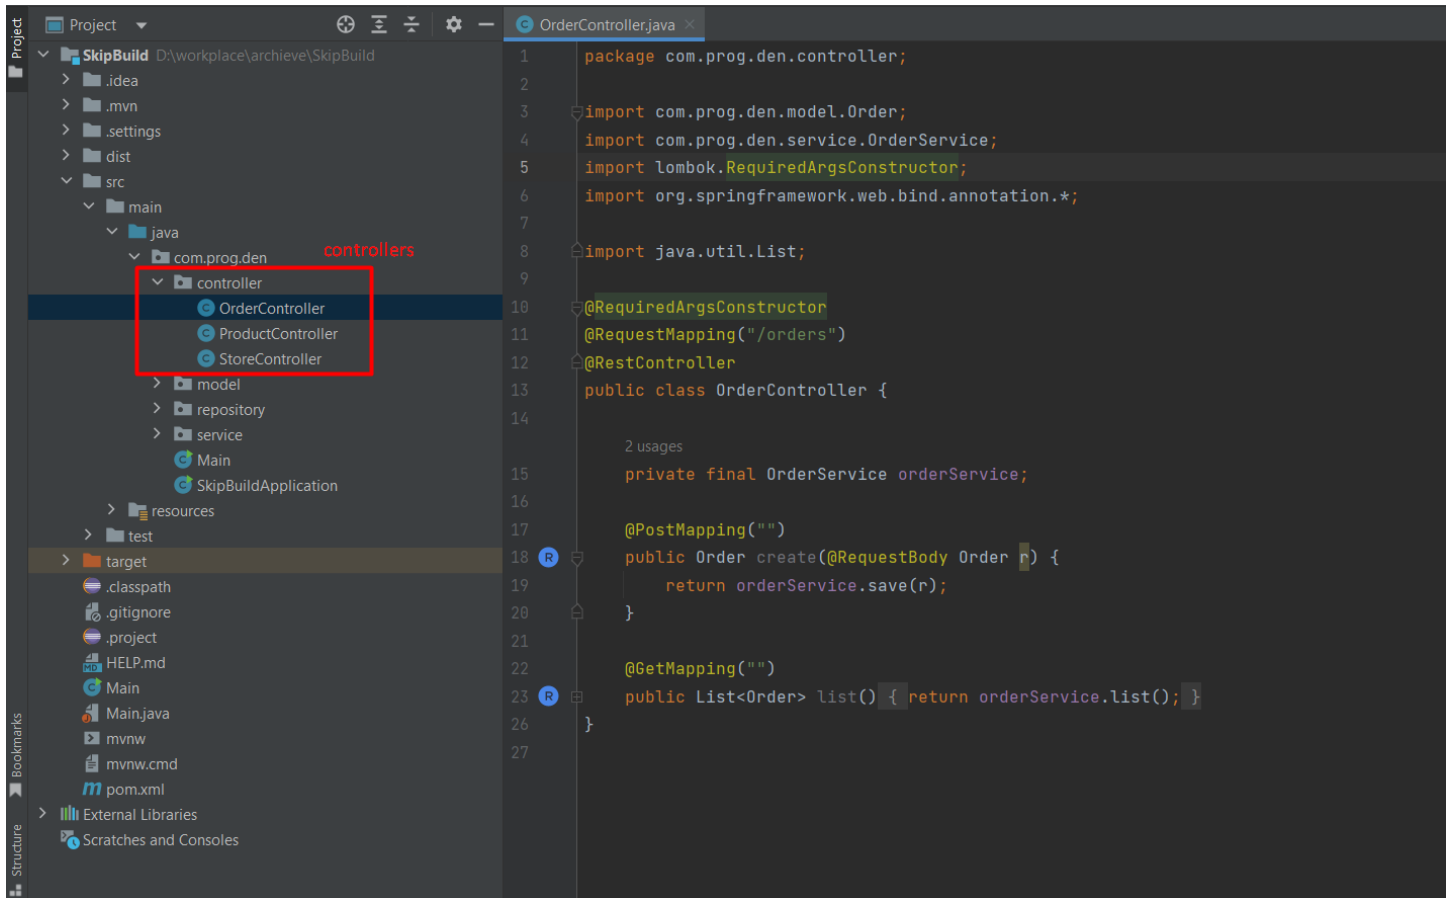 Project
Project
SkipBuild D:\workplace\archieve\SkipBuild
.idea
.mvn
.settings
dist
src
main
java
com.prog.den
controllers
controller
OrderController
ProductController
StoreController
model
repository
service
Main
SkipBuildApplication
resources
test
target
.classpath
.gitignore
.project
HELP.md
Main
Main.java
mvnw
mvnw.cmd
pom.xml
External Libraries
Scratches and Consoles
Bookmarks
Structure
OrderController.java
1 package com.prog.den.controller;
2
3 import com.prog.den.model.Order;
4 import com.prog.den.service.OrderService;
5 import lombok.RequiredArgsConstructor;
6 import org.springframework.web.bind.annotation.*;
7
8 import java.util.List;
9
10 @RequiredArgsConstructor
11 @RequestMapping("/orders")
12 @RestController
13 public class OrderController {
14
2 usages
15 private final OrderService orderService;
16
17 @PostMapping("")
18 public Order create(@RequestBody Order r) {
19 return orderService.save(r);
20 }
21
22 @GetMapping("")
23 public List<Order> list() { return orderService.list(); }
26 }
27